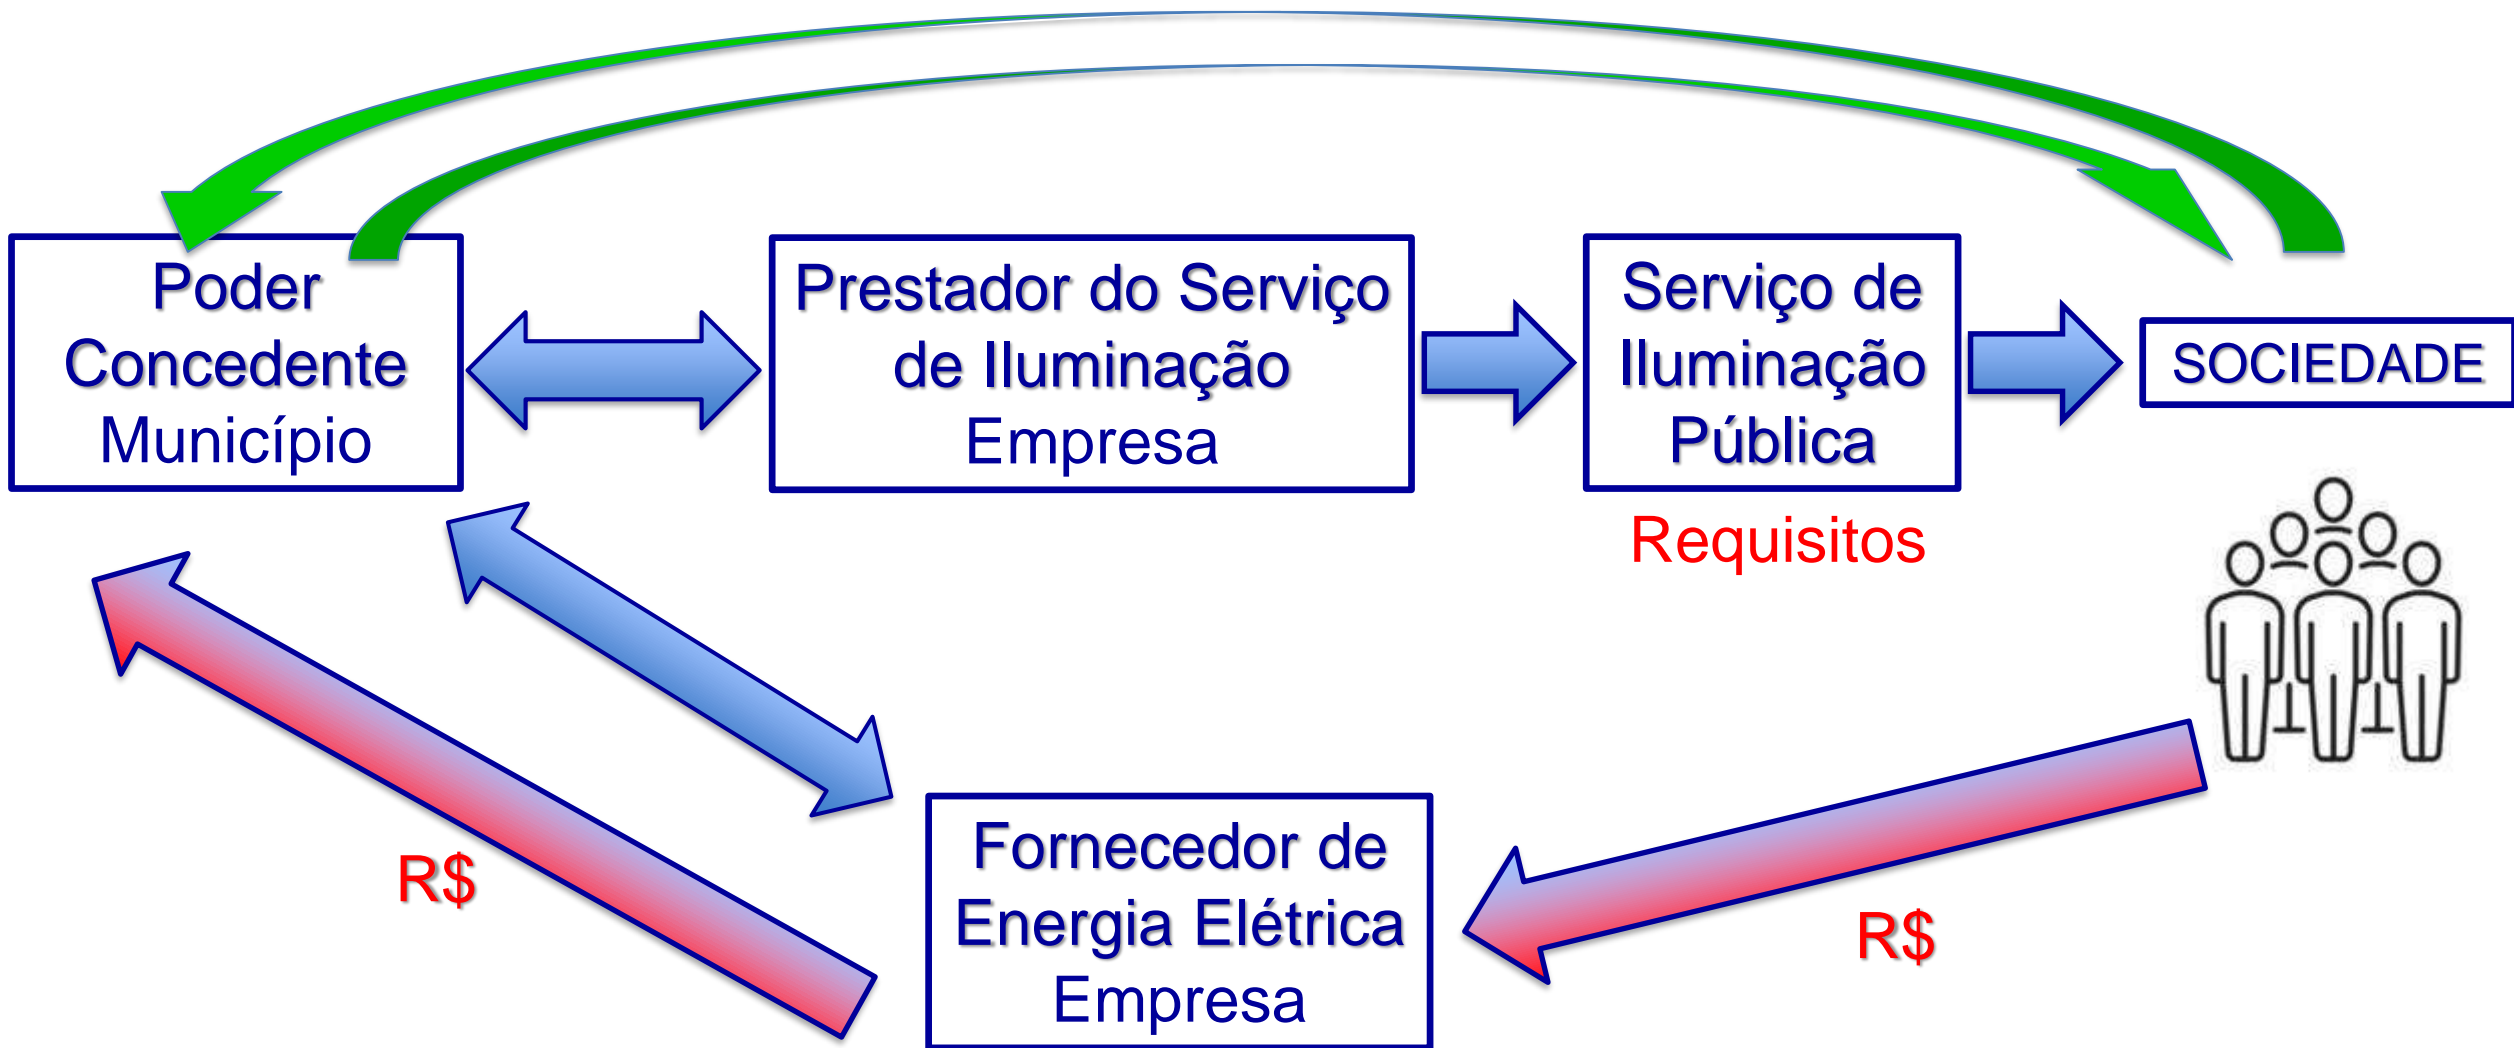 Poder
Concedente
Município
Prestador do Serviço
de Iluminação
Empresa
Serviço de
Iluminação
Pública
SOCIEDADE
Requisitos
R$
Fornecedor de
Energia Elétrica
Empresa
R$